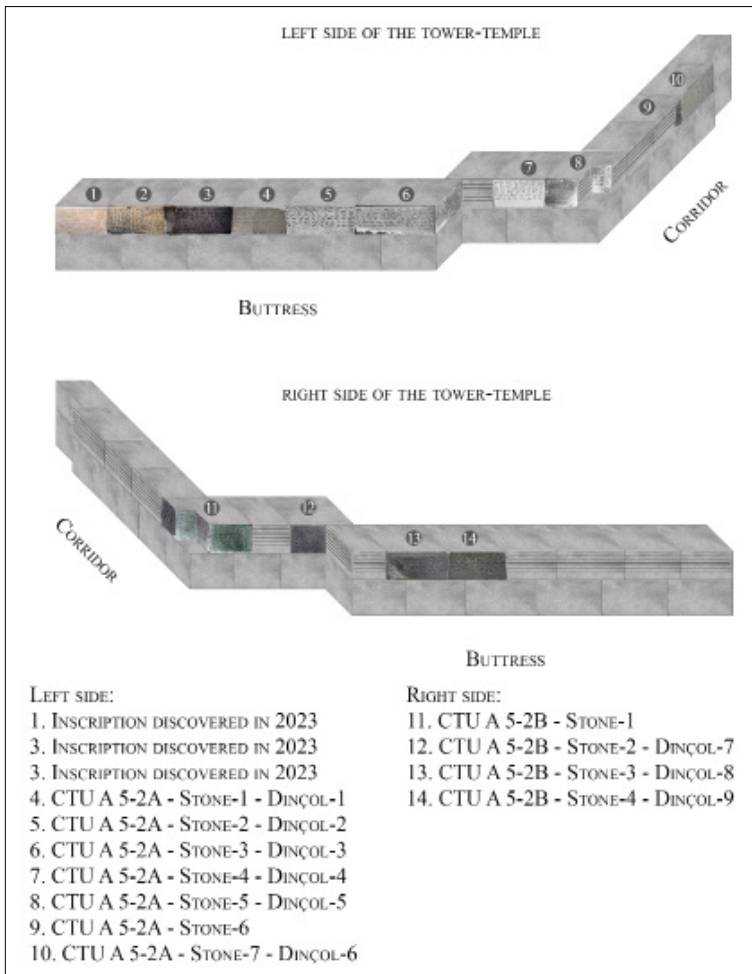 LEFT SIDE OF THE TOWER-TEMPLE
1
2
3
4
5
6
7
8
9
10
CORRIDOR
BUTTRESS
RIGHT SIDE OF THE TOWER-TEMPLE
CORRIDOR
11
12
13
14
BUTTRESS
LEFT SIDE:
1. INSCRIPTION DISCOVERED IN 2023
3. INSCRIPTION DISCOVERED IN 2023
3. INSCRIPTION DISCOVERED IN 2023
4. CTU A 5-2A - STONE-1 - DINÇOL-1
5. CTU A 5-2A - STONE-2 - DINÇOL-2
6. CTU A 5-2A - STONE-3 - DINÇOL-3
7. CTU A 5-2A - STONE-4 - DINÇOL-4
8. CTU A 5-2A - STONE-5 - DINÇOL-5
9. CTU A 5-2A - STONE-6
10. CTU A 5-2A - STONE-7 - DINÇOL-6
RIGHT SIDE:
11. CTU A 5-2B - STONE-1
12. CTU A 5-2B - STONE-2 - DINÇOL-7
13. CTU A 5-2B - STONE-3 - DINÇOL-8
14. CTU A 5-2B - STONE-4 - DINÇOL-9